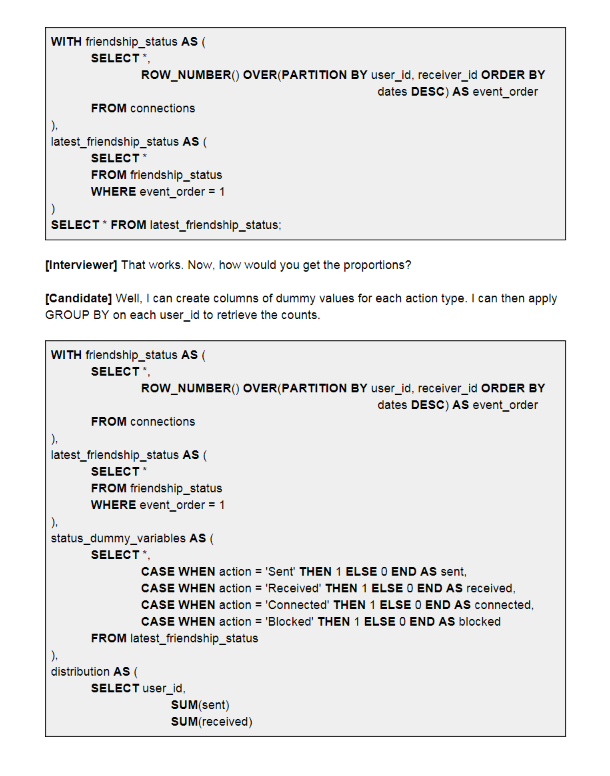 WITH friendship_status AS (
SELECT *,
ROW_NUMBER() OVER(PARTITION BY user_id, receiver_id ORDER BY
dates DESC) AS event_order
FROM connections
),
latest_friendship_status AS (
SELECT *
FROM friendship_status
WHERE event_order = 1
)
SELECT * FROM latest_friendship_status;
[Interviewer] That works. Now, how would you get the proportions?
[Candidate] Well, I can create columns of dummy values for each action type. I can then apply
GROUP BY on each user_id to retrieve the counts.
WITH friendship_status AS (
SELECT *,
ROW_NUMBER() OVER(PARTITION BY user_id, receiver_id ORDER BY
dates DESC) AS event_order
FROM connections
),
latest_friendship_status AS (
SELECT *
FROM friendship_status
WHERE event_order = 1
),
status_dummy_variables AS (
SELECT *,
CASE WHEN action = 'Sent' THEN 1 ELSE 0 END AS sent,
CASE WHEN action = 'Received' THEN 1 ELSE 0 END AS received,
CASE WHEN action = 'Connected' THEN 1 ELSE 0 END AS connected,
CASE WHEN action = 'Blocked' THEN 1 ELSE 0 END AS blocked
FROM latest_friendship_status
),
distribution AS (
SELECT user_id,
SUM(sent)
SUM(received)